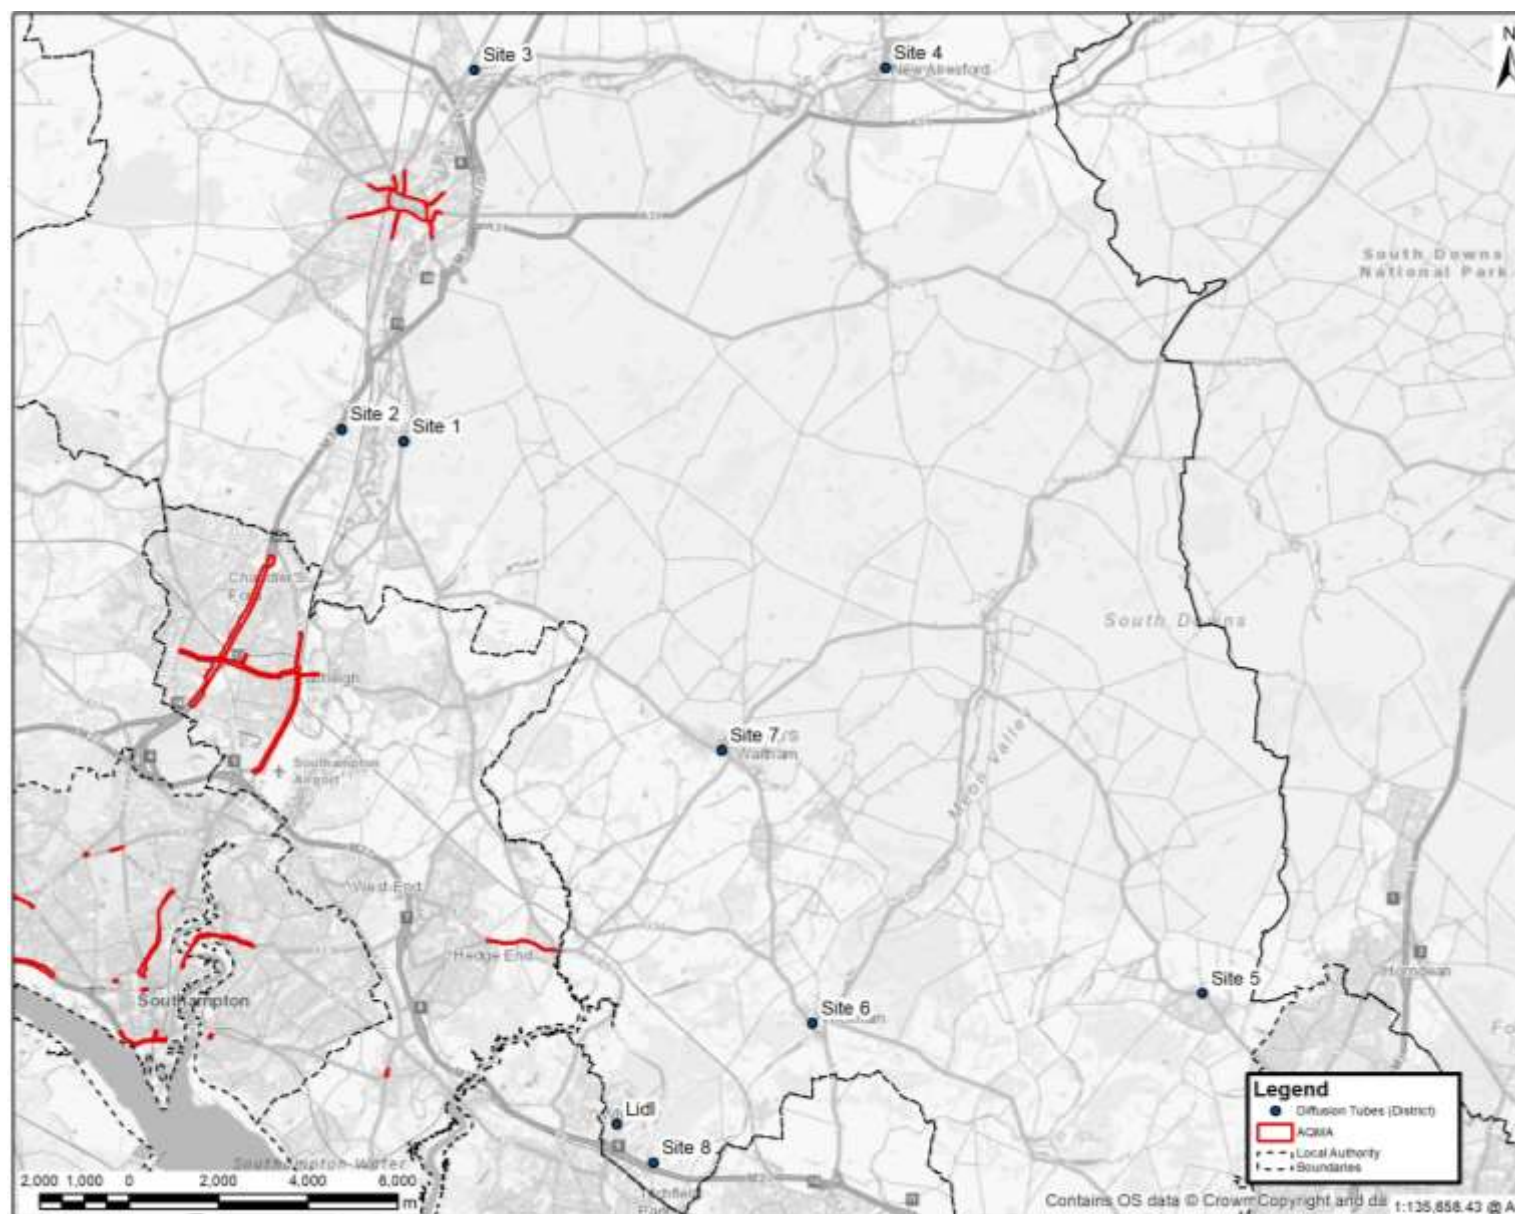 Site 3
Site 4
New Alresford
N
A31
South Downs
National Park
Site 2
Site 1
Chandler's
Ford
South Downs
Site 7
Waltham
Meon Valley
Southampton
Airport
West End
Hedge End
Southampton
Site 5
Horndean
Site 6
Lidl
Site 8
Southampton Water
Legend
Diffusion Tubes (District)
AQMA
Local Authority
Boundaries
2,000 1,000 0 2,000 4,000 6,000
m
Contains OS data © Crown Copyright and da
1:135,658.43 @ A